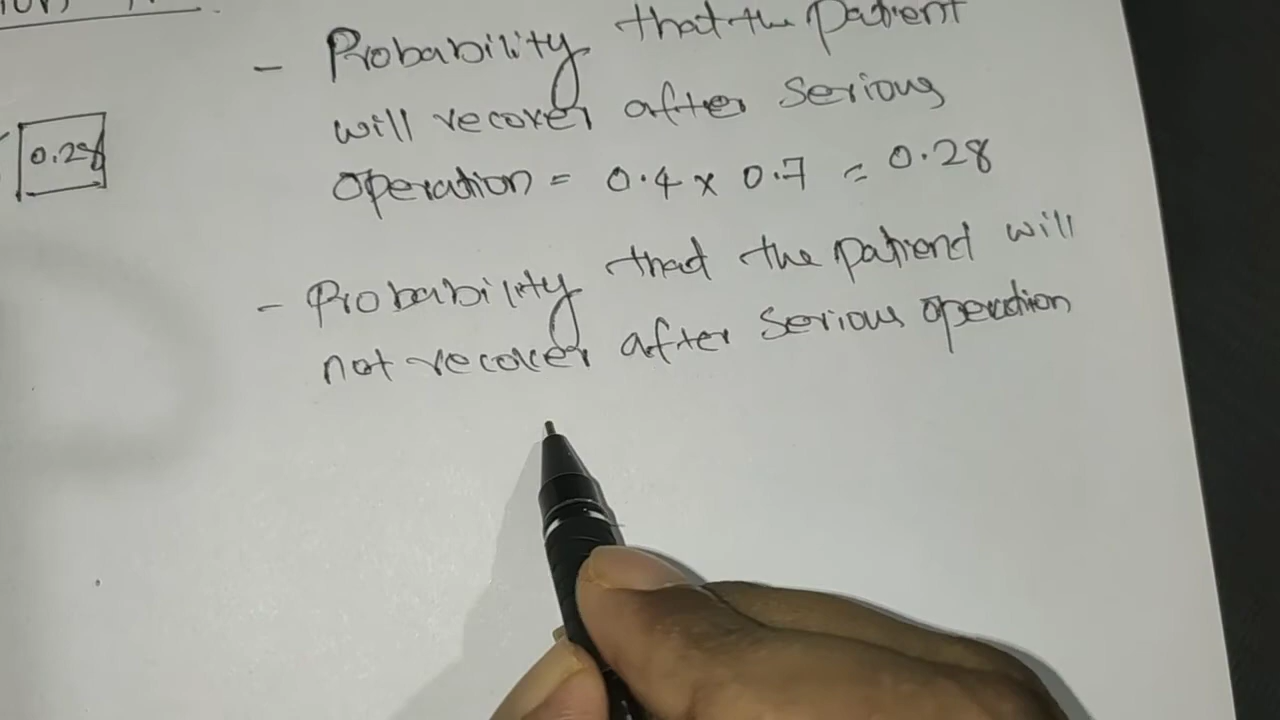 - Probability that the patient
will recover after serious
0.28
operation = 0.4 x 0.7 = 0.28
- Probability that the patient will
not recover after serious operation